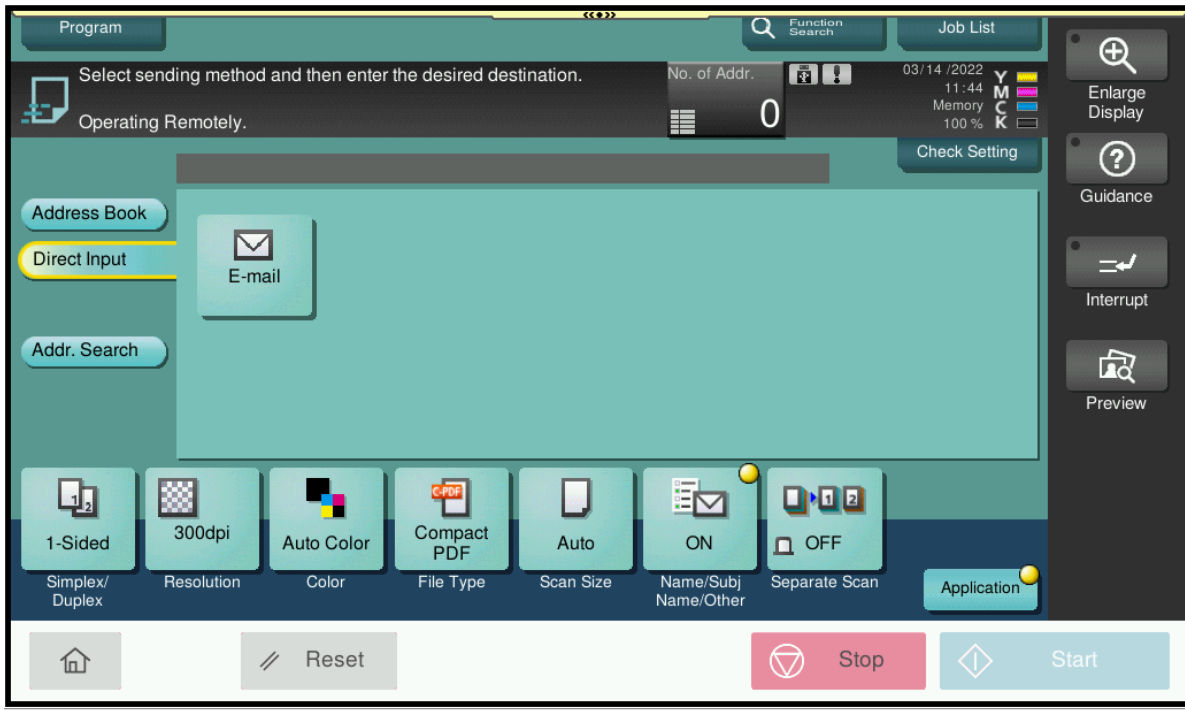 Program
Function
Search
Job List
Select sending method and then enter the desired destination.
Operating Remotely.
No. of Addr.
0
03/14 /2022
11:44
Memory
100 %
Y
M
C
K
Enlarge
Display
Check Setting
Guidance
Address Book
Direct Input
E-mail
Interrupt
Addr. Search
Preview
1 2
1-Sided
300dpi
Auto Color
C-PDF
Compact
PDF
Auto
ON
1 2
OFF
Simplex/
Duplex
Resolution
Color
File Type
Scan Size
Name/Subj
Name/Other
Separate Scan
Application
Reset
Stop
Start